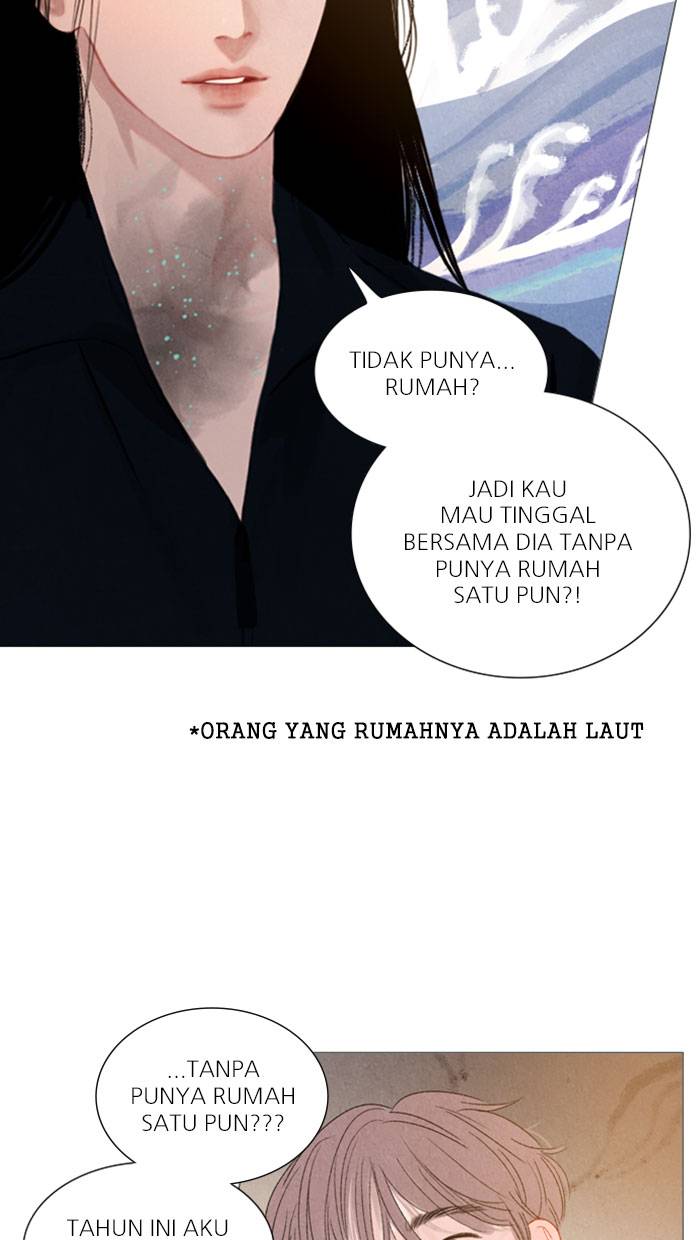 TIDAK PUNYA...
RUMAH?
JADI KAU
MAU TINGGAL
BERSAMA DIA TANPA
PUNYA RUMAH
SATU PUN?!
*ORANG YANG RUMAHNYA ADALAH LAUT
...TANPA
PUNYA RUMAH
SATU PUN???
TAHUN INI AKU